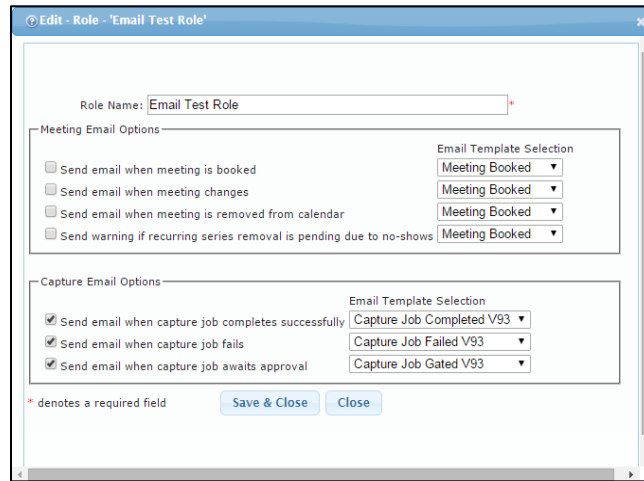 Edit - Role - 'Email Test Role'
Role Name: Email Test Role *
Meeting Email Options
Email Template Selection
Send email when meeting is booked Meeting Booked
Send email when meeting changes Meeting Booked
Send email when meeting is removed from calendar Meeting Booked
Send warning if recurring series removal is pending due to no-shows Meeting Booked
Capture Email Options
Email Template Selection
Send email when capture job completes successfully Capture Job Completed V93
Send email when capture job fails Capture Job Failed V93
Send email when capture job awaits approval Capture Job Gated V93
* denotes a required field Save & Close Close